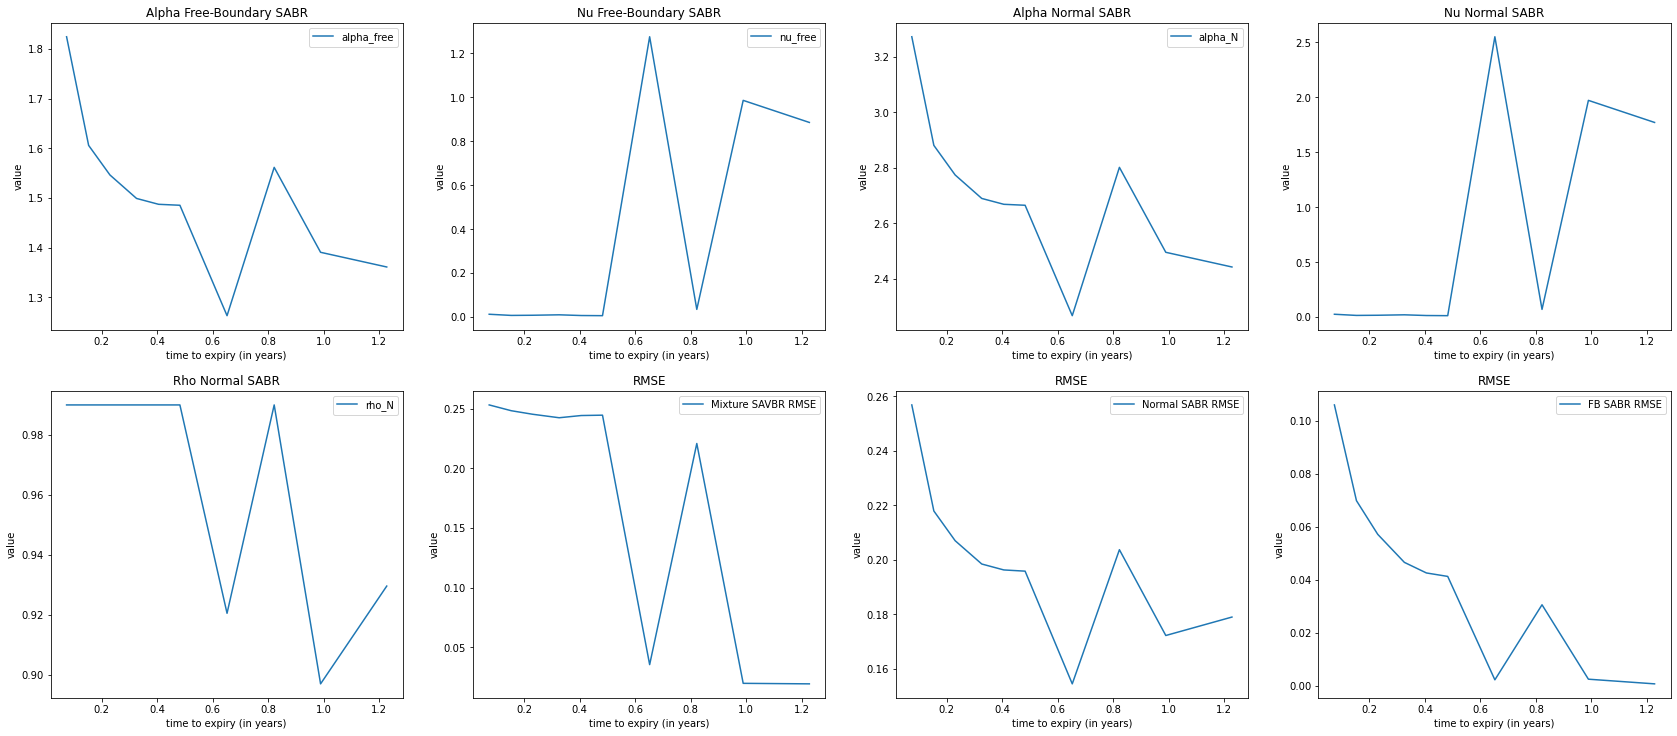 Alpha Free-Boundary SABR
alpha_free
value
1.8
1.7
1.6
1.5
1.4
1.3
0.2 0.4 0.6 0.8 1.0 1.2
time to expiry (in years)
Nu Free-Boundary SABR
nu_free
value
1.2
1.0
0.8
0.6
0.4
0.2
0.0
0.2 0.4 0.6 0.8 1.0 1.2
time to expiry (in years)
Alpha Normal SABR
alpha_N
value
3.2
3.0
2.8
2.6
2.4
0.2 0.4 0.6 0.8 1.0 1.2
time to expiry (in years)
Nu Normal SABR
nu_N
value
2.5
2.0
1.5
1.0
0.5
0.0
0.2 0.4 0.6 0.8 1.0 1.2
time to expiry (in years)
Rho Normal SABR
rho_N
value
0.98
0.96
0.94
0.92
0.90
0.2 0.4 0.6 0.8 1.0 1.2
time to expiry (in years)
RMSE
Mixture SAVBR RMSE
value
0.25
0.20
0.15
0.10
0.05
0.2 0.4 0.6 0.8 1.0 1.2
time to expiry (in years)
RMSE
Normal SABR RMSE
value
0.26
0.24
0.22
0.20
0.18
0.16
0.2 0.4 0.6 0.8 1.0 1.2
time to expiry (in years)
RMSE
FB SABR RMSE
value
0.10
0.08
0.06
0.04
0.02
0.00
0.2 0.4 0.6 0.8 1.0 1.2
time to expiry (in years)